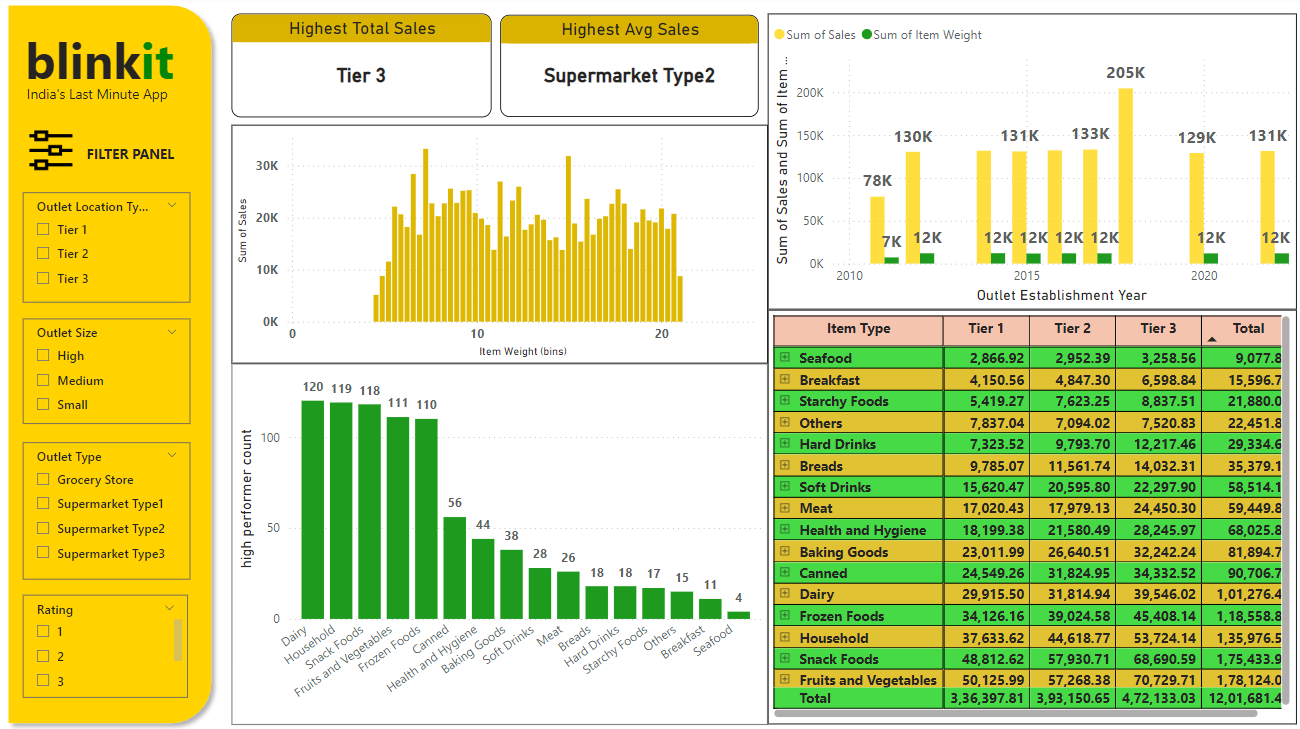 blinkit
India's Last Minute App
FILTER PANEL
Outlet Location Ty...
Tier 1
Tier 2
Tier 3
Outlet Size
High
Medium
Small
Outlet Type
Grocery Store
Supermarket Type1
Supermarket Type2
Supermarket Type3
Rating
1
2
3
Highest Total Sales
Tier 3
Highest Avg Sales
Supermarket Type2
Sum of Sales
30K
20K
10K
0K
0 10 20
Item Weight (bins)
high performer count
100
50
0
120 119 118 111 110 56 44 38 28 26 18 18 17 15 11 4
Dairy
Household
Snack Foods
Fruits and Vegetables
Frozen Foods
Canned
Health and Hygiene
Baking Goods
Soft Drinks
Meat
Breads
Hard Drinks
Starchy Foods
Others
Breakfast
Seafood
Sum of Sales Sum of Item Weight
Sum of Sales and Sum of Item ...
200K
150K
100K
50K
0K
78K 130K 131K 133K 205K 129K 131K
7K 12K 12K 12K 12K 12K 12K 12K
2010 2015 2020
Outlet Establishment Year
Item Type Tier 1 Tier 2 Tier 3 Total
Seafood 2,866.92 2,952.39 3,258.56 9,077.8
Breakfast 4,150.56 4,847.30 6,598.84 15,596.7
Starchy Foods 5,419.27 7,623.25 8,837.51 21,880.0
Others 7,837.04 7,094.02 7,520.83 22,451.8
Hard Drinks 7,323.52 9,793.70 12,217.46 29,334.6
Breads 9,785.07 11,561.74 14,032.31 35,379.1
Soft Drinks 15,620.47 20,595.80 22,297.90 58,514.1
Meat 17,020.43 17,979.13 24,450.30 59,449.8
Health and Hygiene 18,199.38 21,580.49 28,245.97 68,025.8
Baking Goods 23,011.99 26,640.51 32,242.24 81,894.7
Canned 24,549.26 31,824.95 34,332.52 90,706.7
Dairy 29,915.50 31,814.94 39,546.02 1,01,276.4
Frozen Foods 34,126.16 39,024.58 45,408.14 1,18,558.8
Household 37,633.62 44,618.77 53,724.14 1,35,976.5
Snack Foods 48,812.62 57,930.71 68,690.59 1,75,433.9
Fruits and Vegetables 50,125.99 57,268.38 70,729.71 1,78,124.0
Total 3,36,397.81 3,93,150.65 4,72,133.03 12,01,681.4